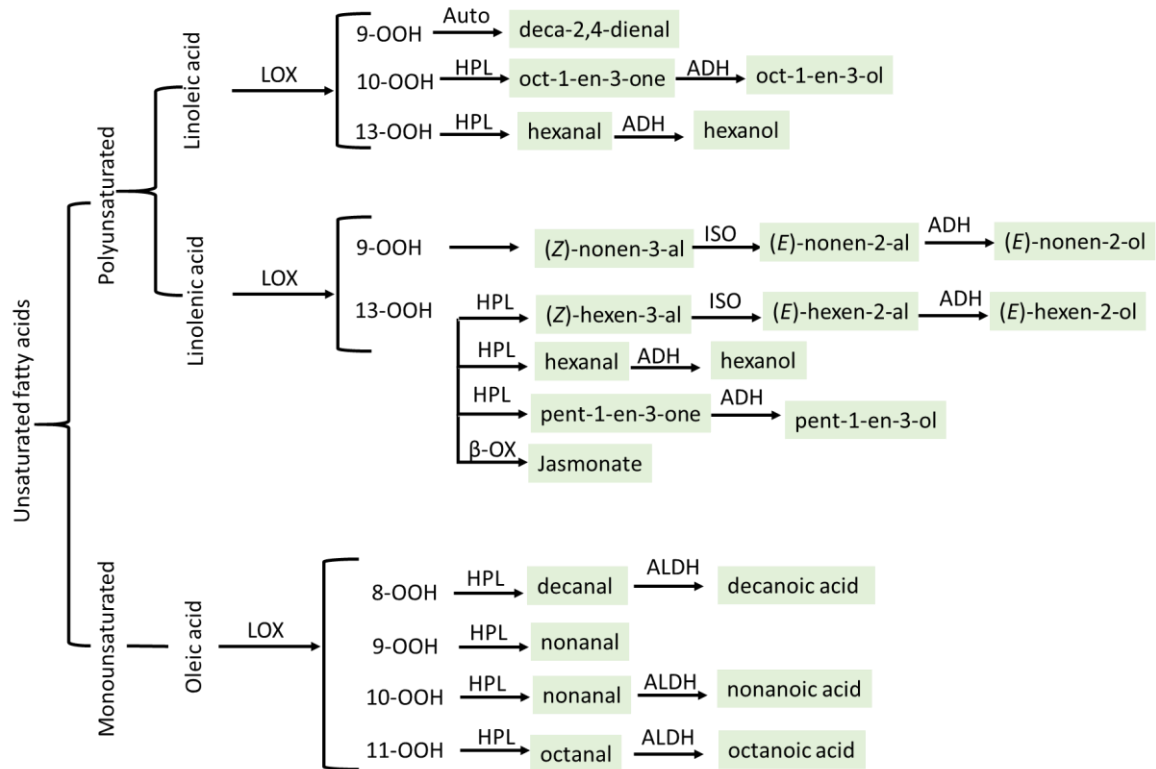 Unsaturated fatty acids
Polyunsaturated
Linoleic acid
LOX
9-OOH Auto deca-2,4-dienal
10-OOH HPL oct-1-en-3-one ADH oct-1-en-3-ol
13-OOH HPL hexanal ADH hexanol
Linolenic acid
LOX
9-OOH (Z)-nonen-3-al ISO (E)-nonen-2-al ADH (E)-nonen-2-ol
13-OOH HPL (Z)-hexen-3-al ISO (E)-hexen-2-al ADH (E)-hexen-2-ol
HPL hexanal ADH hexanol
HPL pent-1-en-3-one ADH pent-1-en-3-ol
β-OX Jasmonate
Monounsaturated
Oleic acid
LOX
8-OOH HPL decanal ALDH decanoic acid
9-OOH HPL nonanal
10-OOH HPL nonanal ALDH nonanoic acid
11-OOH HPL octanal ALDH octanoic acid